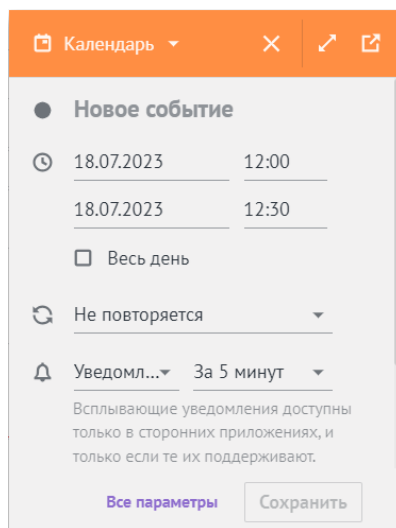 Календарь
Новое событие
18.07.2023 12:00
18.07.2023 12:30
Весь день
Не повторяется
Уведомл... За 5 минут
Всплывающие уведомления доступны
только в сторонних приложениях, и
только если те их поддерживают.
Все параметры Сохранить